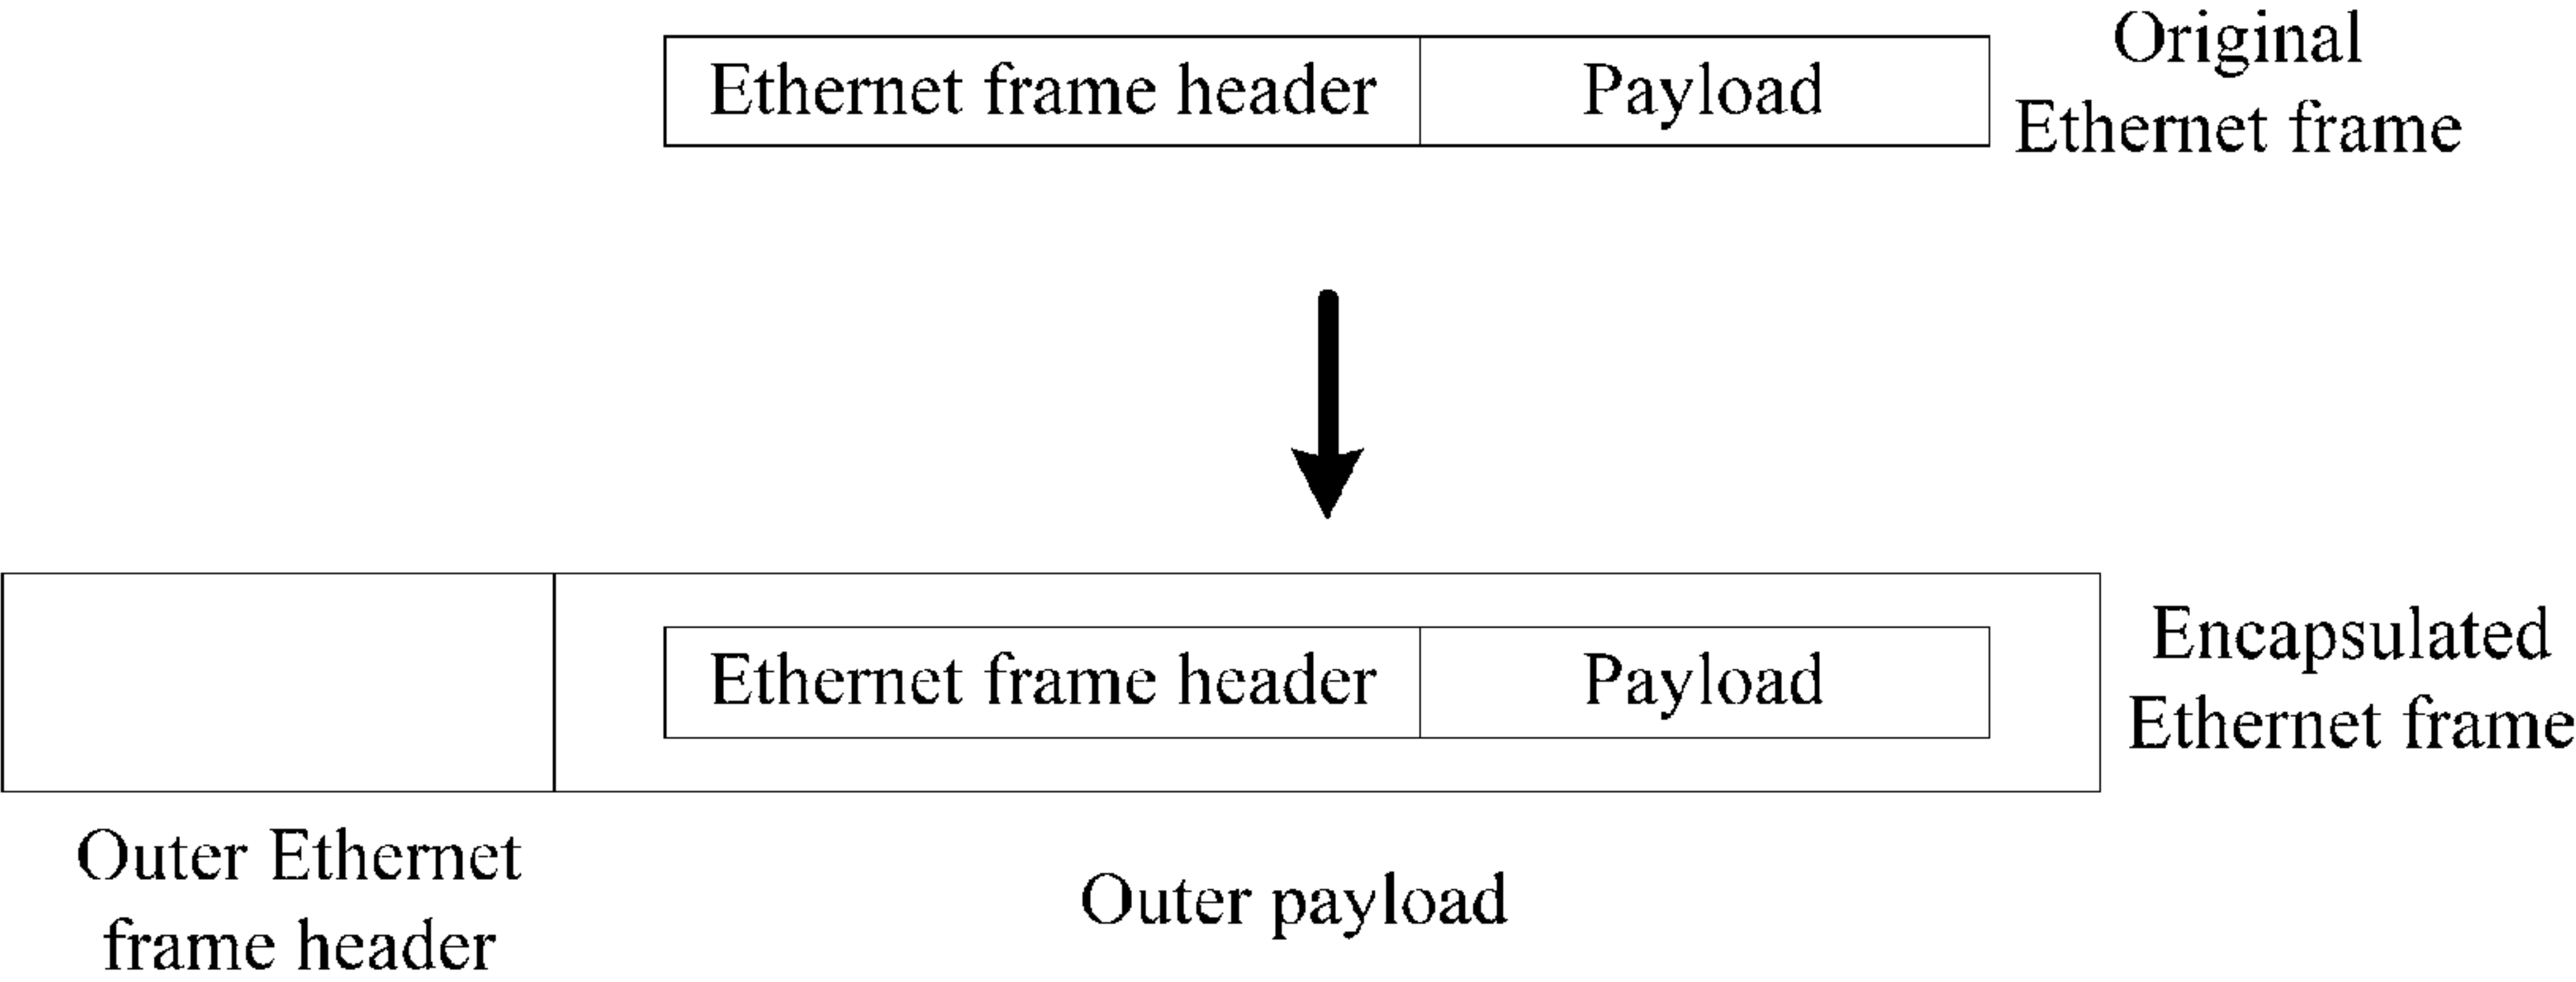 Original
Ethernet frame header Payload
Ethernet frame
Encapsulated
Ethernet frame header Payload
Ethernet frame
Outer Ethernet
frame header
Outer payload